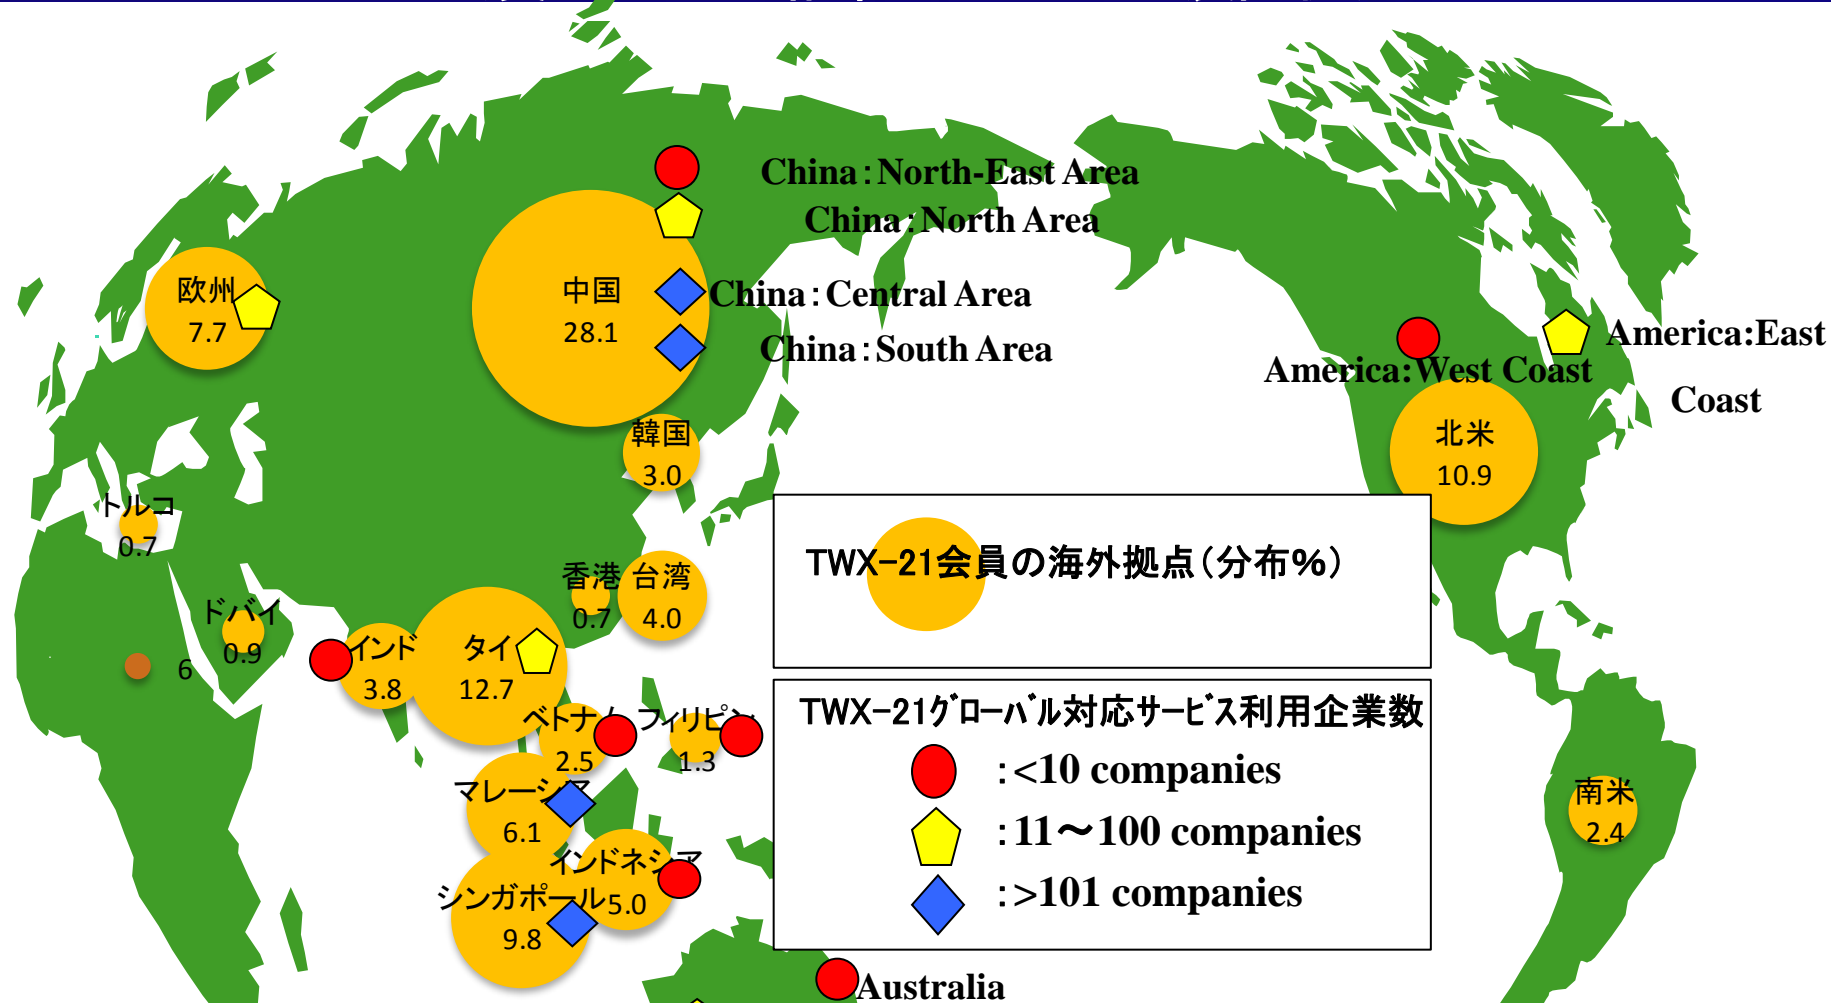 China：North-East Area
China：North Area
欧州
7.7
中国
28.1
China：Central Area
China：South Area
America:West Coast
America:East
Coast
韓国
3.0
北米
10.9
トルコ
0.7
TWX-21会員の海外拠点（分布%）
香港
0.7
台湾
4.0
ドバイ
0.9
6
インド
3.8
タイ
12.7
TWX-21グローバル対応サービス利用企業数
：<10 companies
：11～100 companies
：>101 companies
ベトナム
2.5
フィリピン
1.3
マレーシア
6.1
インドネシア
5.0
シンガポール
9.8
南米
2.4
Australia